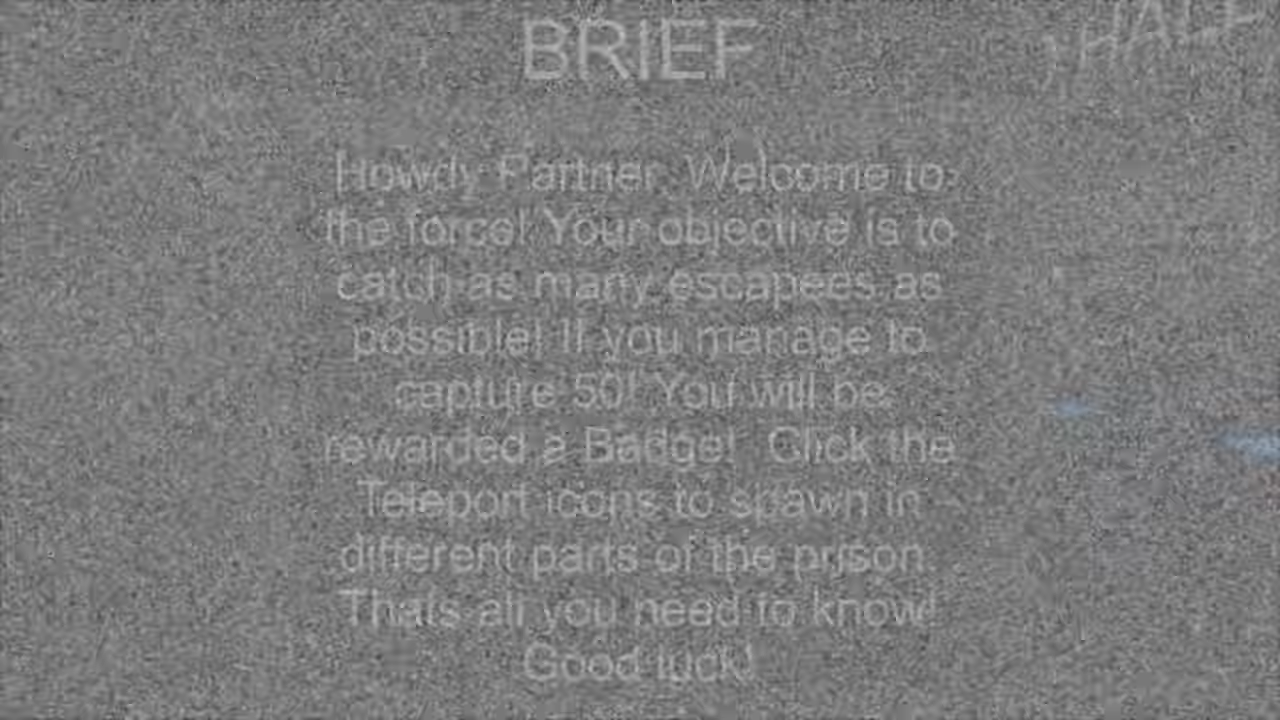 BRIEF
HALF
Howdy Partner. Welcome to
the force! Your objective is to
catch as many escapees as
possible! If you manage to
capture 50! You will be
rewarded a Badge!  Click the
Teleport icons to spawn in
different parts of the prison.
Thats all you need to know!
Good luck!